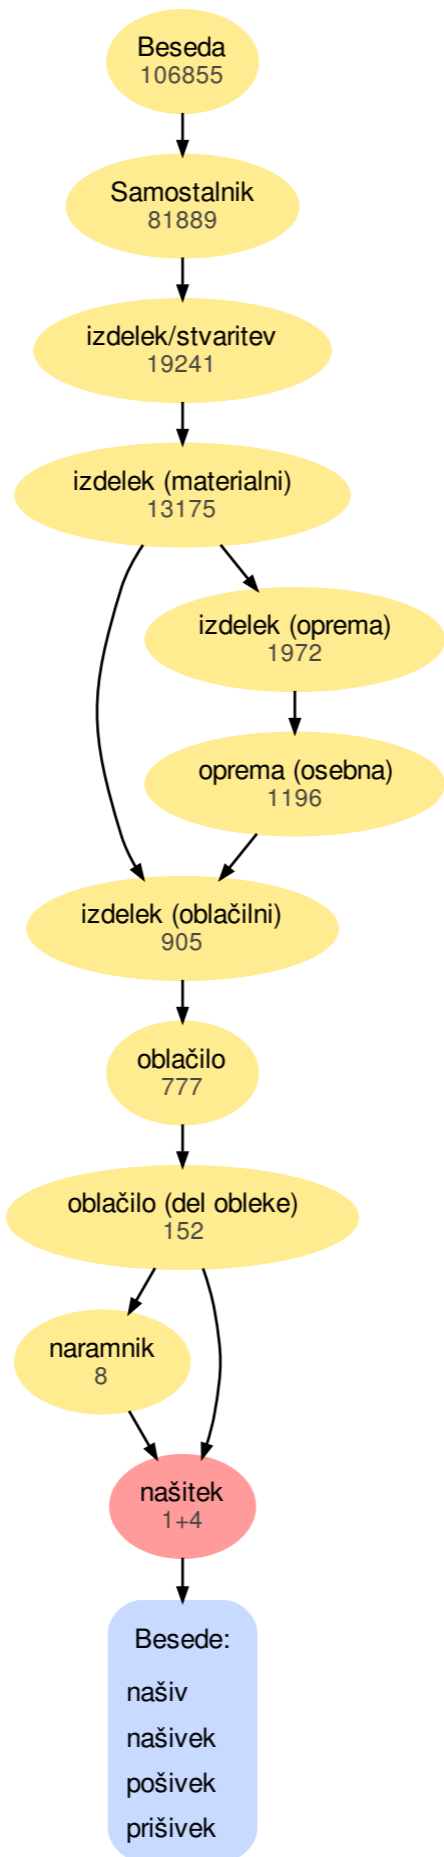 Beseda
106855
Samostalnik
81889
izdelek/stvaritev
19241
izdelek (materialni)
13175
izdelek (oprema)
1972
oprema (osebna)
1196
izdelek (oblačilni)
905
oblačilo
777
oblačilo (del obleke)
152
naramnik
8
našitek
1+4
Besede:
našiv
našivek
pošivek
prišivek